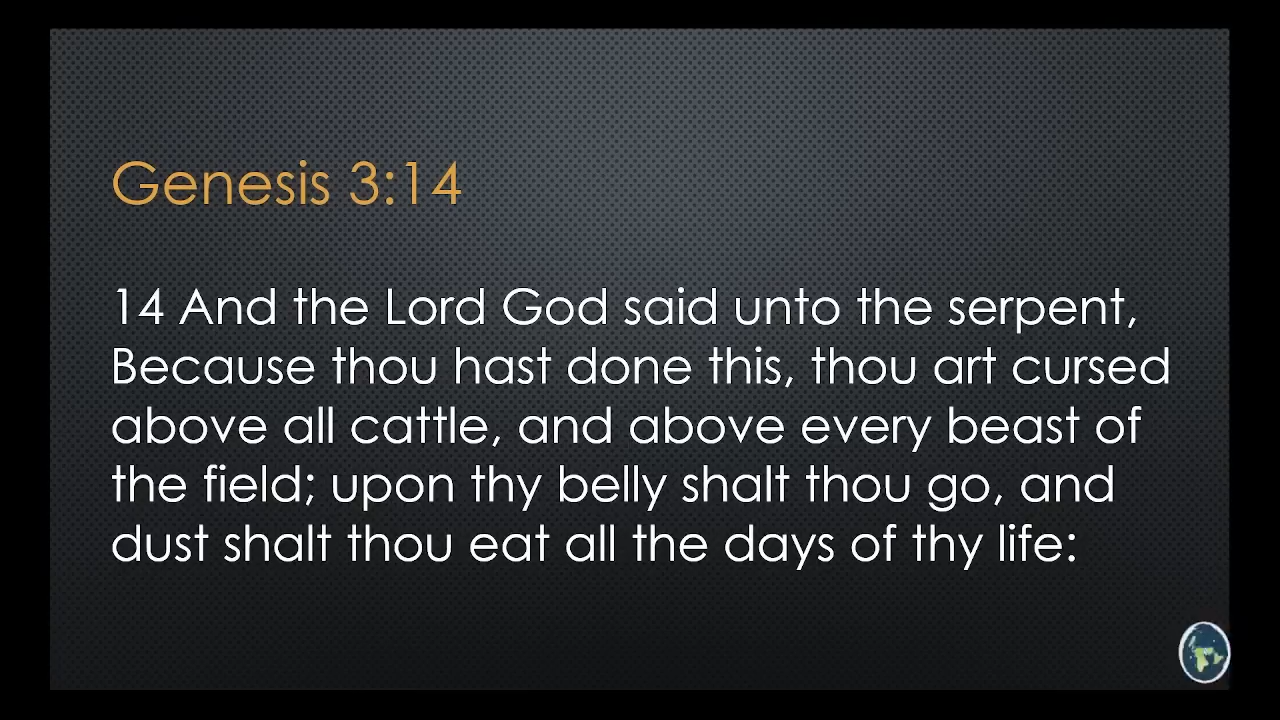 Genesis 3:14
14 And the Lord God said unto the serpent,
Because thou hast done this, thou art cursed
above all cattle, and above every beast of
the field; upon thy belly shalt thou go, and
dust shalt thou eat all the days of thy life: